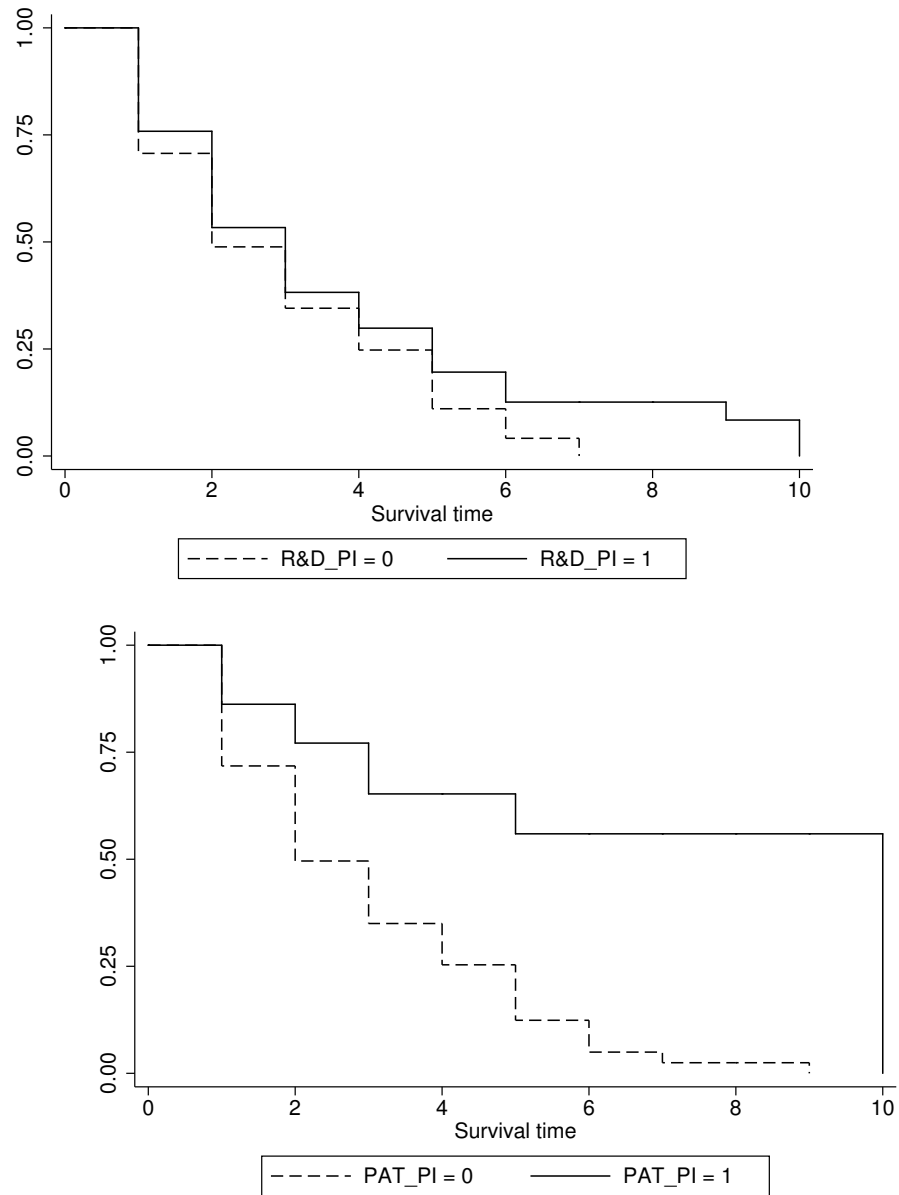 1.00
0.75
0.50
0.25
0.00
0 2 4 6 8 10
Survival time
R&D_PI = 0 R&D_PI = 1
1.00
0.75
0.50
0.25
0.00
0 2 4 6 8 10
Survival time
PAT_PI = 0 PAT_PI = 1